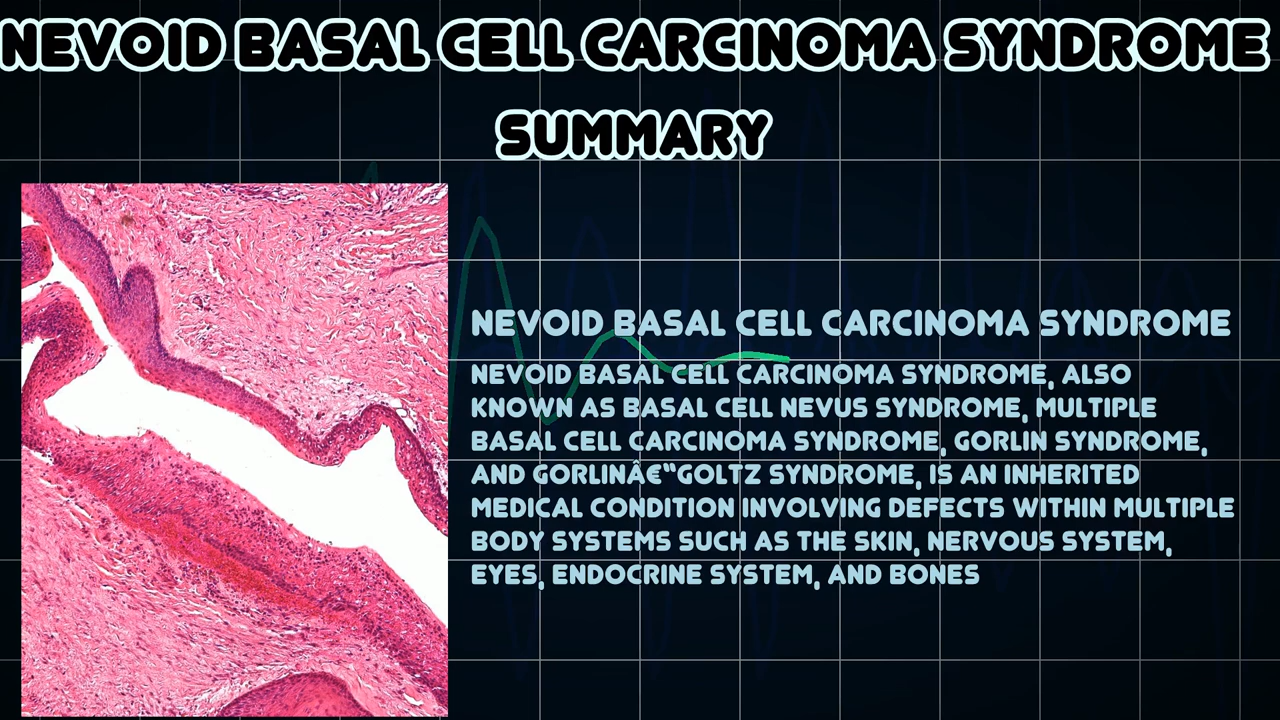 NEVOID BASAL CELL CARCINOMA SYNDROME
SUMMARY
NEVOID BASAL CELL CARCINOMA SYNDROME
NEVOID BASAL CELL CARCINOMA SYNDROME, ALSO
KNOWN AS BASAL CELL NEVUS SYNDROME, MULTIPLE
BASAL CELL CARCINOMA SYNDROME, GORLIN SYNDROME,
AND GORLINÂ€“GOLTZ SYNDROME, IS AN INHERITED
MEDICAL CONDITION INVOLVING DEFECTS WITHIN MULTIPLE
BODY SYSTEMS SUCH AS THE SKIN, NERVOUS SYSTEM,
EYES, ENDOCRINE SYSTEM, AND BONES